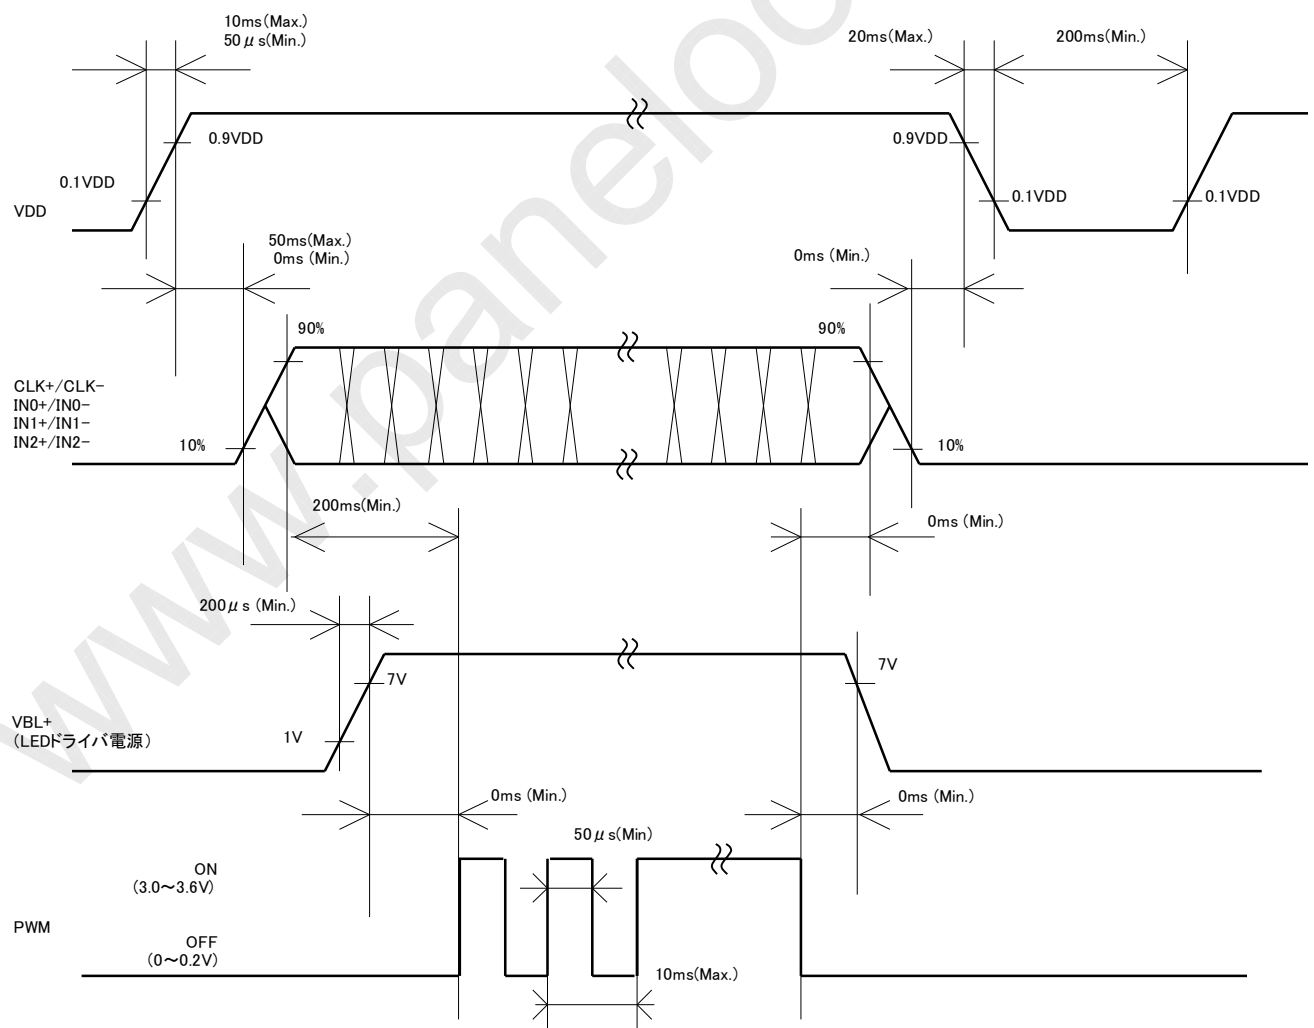 10ms(Max.)
50μs(Min.)
20ms(Max.)
200ms(Min.)
0.9VDD
0.9VDD
0.1VDD
0.1VDD
0.1VDD
VDD
50ms(Max.)
0ms (Min.)
0ms (Min.)
90%
90%
CLK+/CLK-
IN0+/IN0-
IN1+/IN1-
IN2+/IN2-
10%
10%
200ms(Min.)
0ms (Min.)
200μs (Min.)
7V
7V
VBL+
(LEDドライバ電源)
1V
0ms (Min.)
0ms (Min.)
50μs(Min)
ON
(3.0～3.6V)
PWM
OFF
(0～0.2V)
10ms(Max.)
www.paneloo